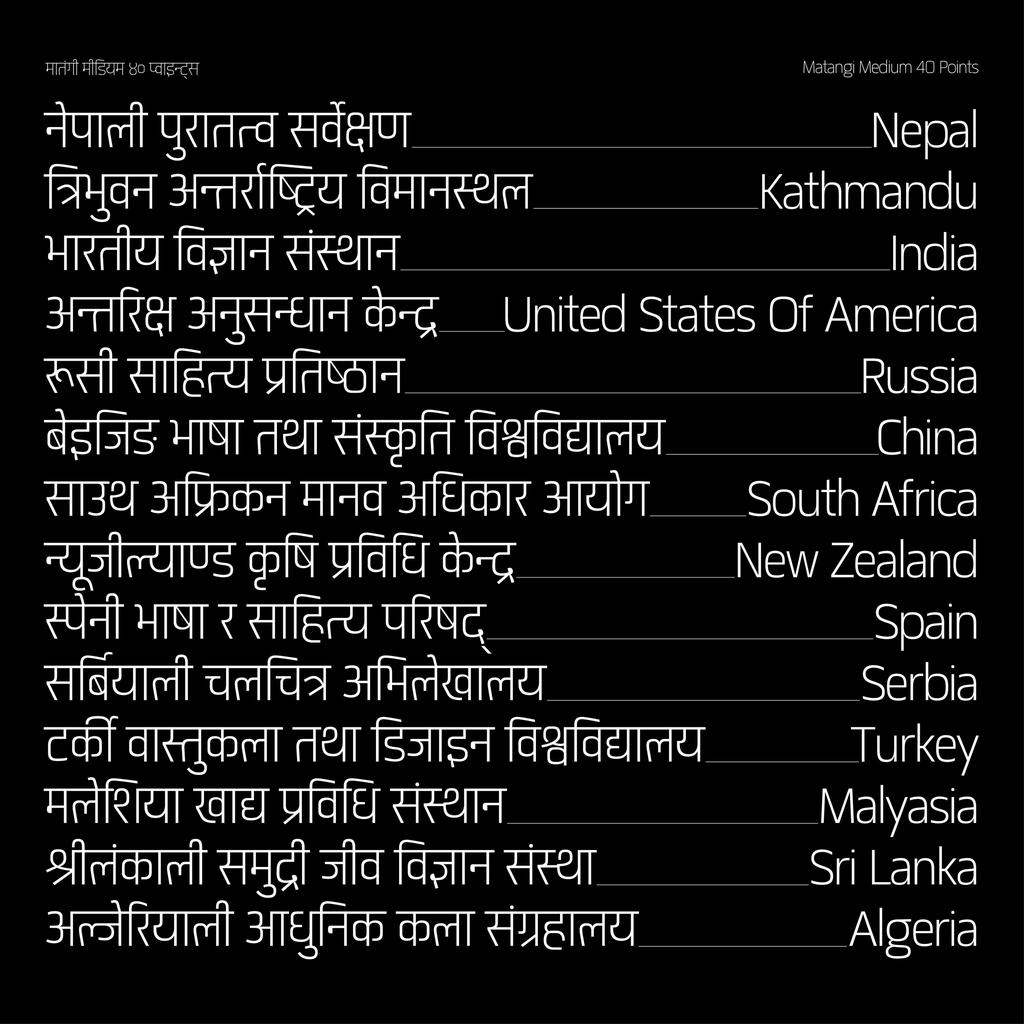 मातंगी मीडियम ४० प्वाइन्ट्स Matangi Medium 40 Points
नेपाली पुरातत्व सर्वेक्षण Nepal
त्रिभुवन अन्तर्राष्ट्रिय विमानस्थल Kathmandu
भारतीय विज्ञान संस्थान India
अन्तरिक्ष अनुसन्धान केन्द्र United States Of America
रूसी साहित्य प्रतिष्ठान Russia
बेइजिङ भाषा तथा संस्कृति विश्वविद्यालय China
साउथ अफ्रिकन मानव अधिकार आयोग South Africa
न्यूजील्याण्ड कृषि प्रविधि केन्द्र New Zealand
स्पेनी भाषा र साहित्य परिषद् Spain
सर्बियाली चलचित्र अभिलेखालय Serbia
टर्की वास्तुकला तथा डिजाइन विश्वविद्यालय Turkey
मलेशिया खाद्य प्रविधि संस्थान Malyasia
श्रीलंकाली समुद्री जीव विज्ञान संस्था Sri Lanka
अल्जेरियाली आधुनिक कला संग्रहालय Algeria